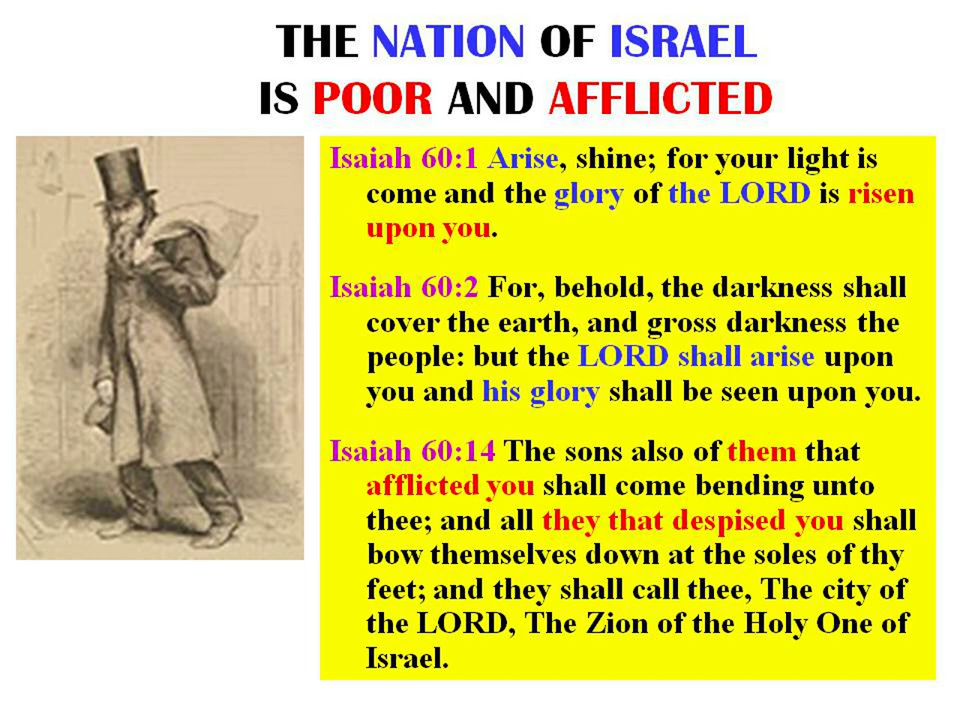 THE NATION OF ISRAEL
IS POOR AND AFFLICTED
Isaiah 60:1 Arise, shine; for your light is
come and the glory of the LORD is risen
upon you.
Isaiah 60:2 For, behold, the darkness shall
cover the earth, and gross darkness the
people: but the LORD shall arise upon
you and his glory shall be seen upon you.
Isaiah 60:14 The sons also of them that
afflicted you shall come bending unto
thee; and all they that despised you shall
bow themselves down at the soles of thy
feet; and they shall call thee, The city of
the LORD, The Zion of the Holy One of
Israel.